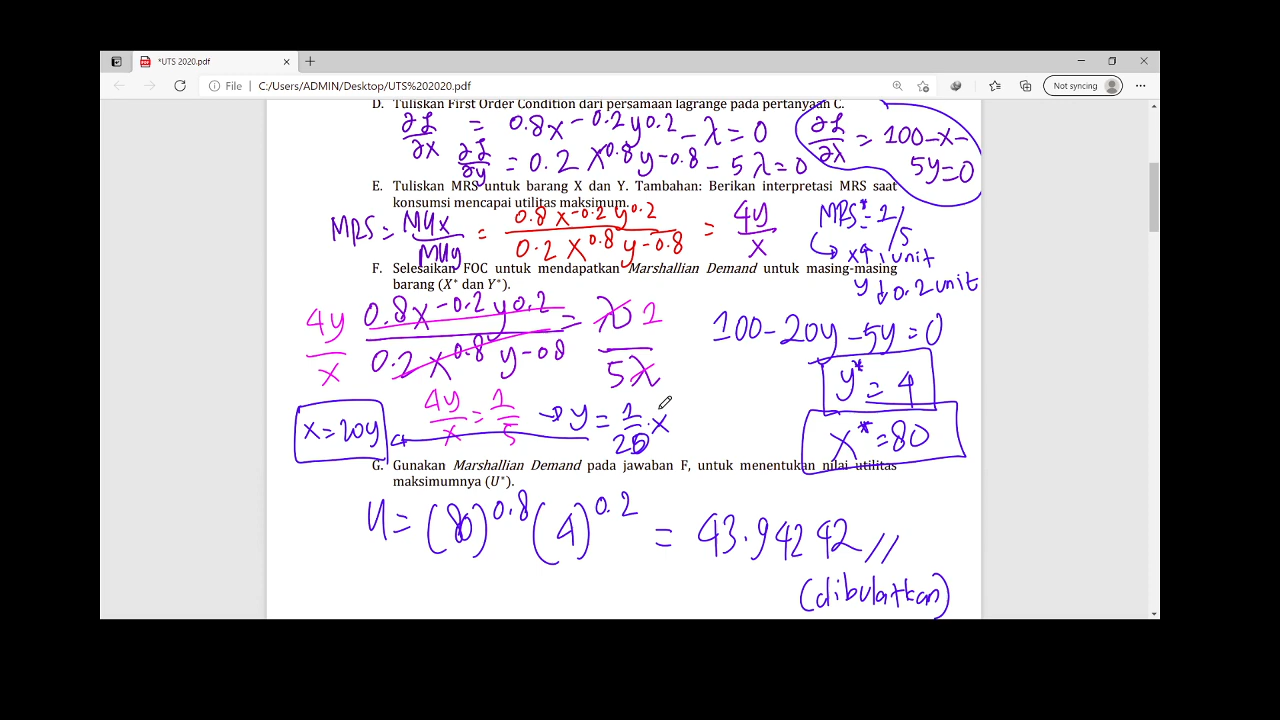 *UTS 2020.pdf
File | C:/Users/ADMIN/Desktop/UTS%202020.pdf
Not syncing
D. Tuliskan First Order Condition dari persamaan lagrange pada pertanyaan C.
∂L/∂x = 0.8x^-0.2 y^0.2 - λ = 0
∂L/∂y = 0.2 x^0.8 y^-0.8 - 5λ = 0
∂L/∂λ = 100-x-
5y=0
E. Tuliskan MRS untuk barang X dan Y. Tambahan: Berikan interpretasi MRS saat
konsumsi mencapai utilitas maksimum.
MRS = MUx/MUy = 0.8 x^-0.2 y^0.2 / 0.2 x^0.8 y^-0.8 = 4y/x
MRS* = 1/5
x↑ 1 unit
y ↓ 0.2 unit
F. Selesaikan FOC untuk mendapatkan Marshallian Demand untuk masing-masing
barang (X* dan Y*).
4y/x 0.8x^-0.2 y^0.2 / 0.2 x^0.8 y^-0.8 = λ 1 / 5λ
100-20y-5y=0
y* = 4
4y/x = 1/5 → y = 1/20 · x
x=20y
x* = 80
G. Gunakan Marshallian Demand pada jawaban F, untuk menentukan nilai utilitas
maksimumnya (U*).
U = (80)^0.8 (4)^0.2 = 43.94242 //
(dibulatkan)